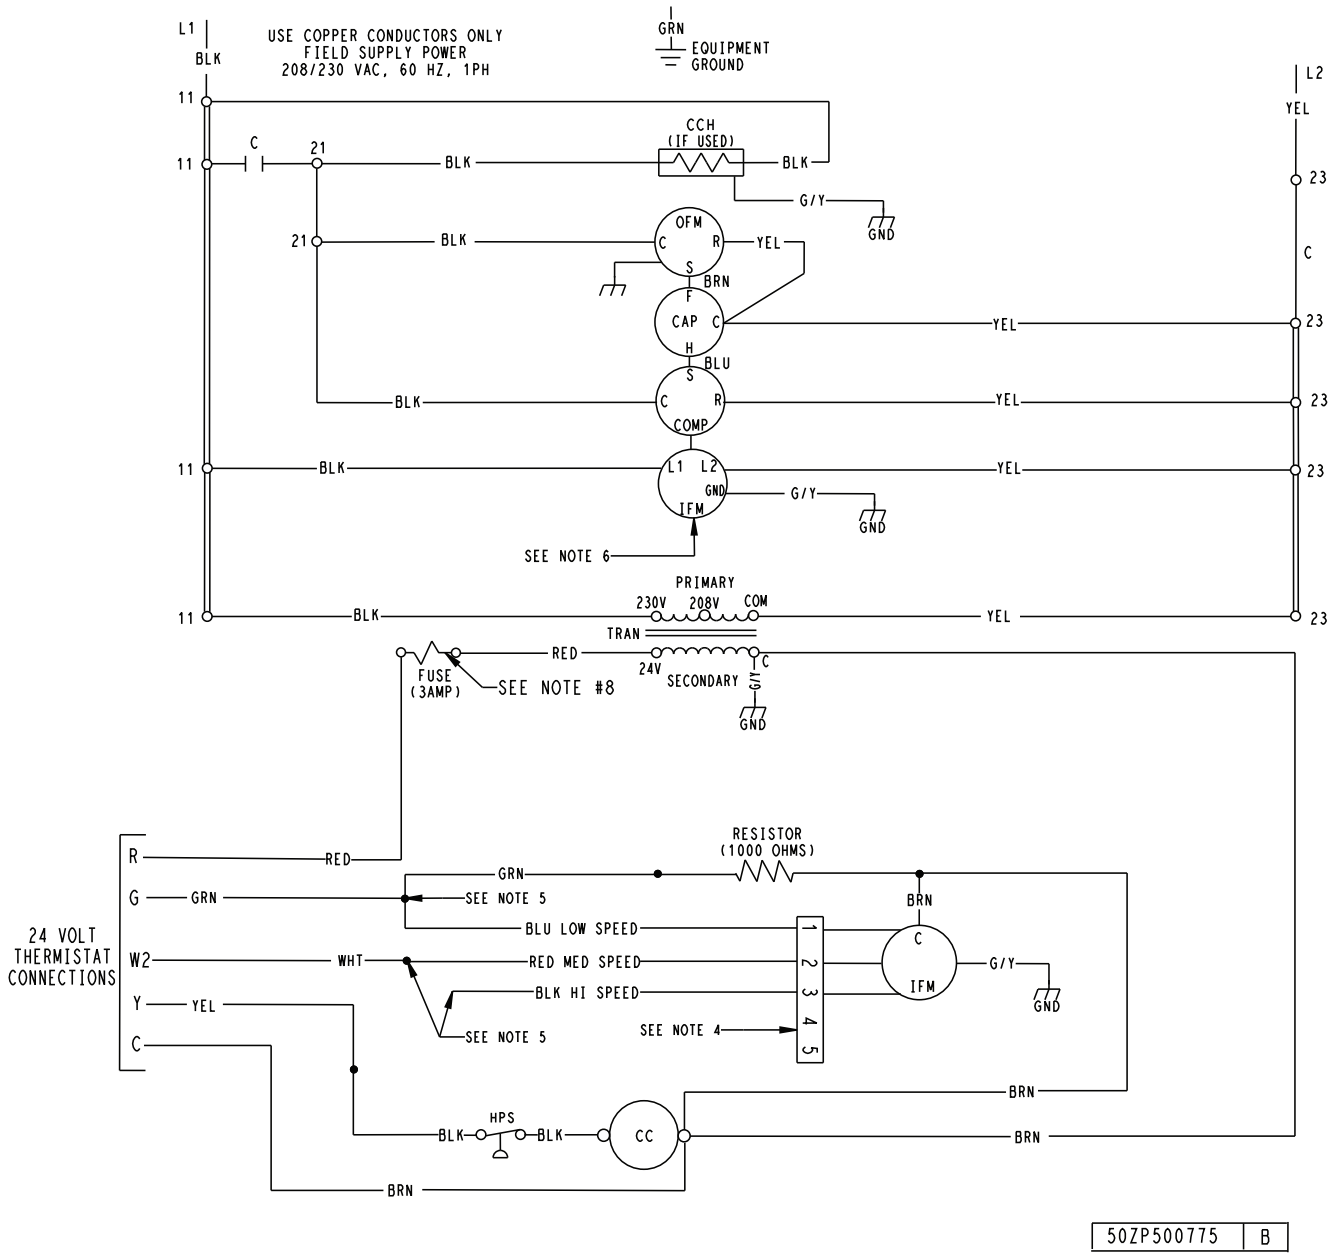 L1
BLK
USE COPPER CONDUCTORS ONLY
FIELD SUPPLY POWER
208/230 VAC, 60 HZ, 1PH
GRN
EQUIPMENT
GROUND
L2
YEL
11
CCH
(IF USED)
C
21
11
BLK
BLK
23
G/Y
GND
OFM
21
BLK
C
R
YEL
S
BRN
C
F
CAP
C
YEL
23
H
BLU
S
BLK
C
R
YEL
23
COMP
11
BLK
L1
L2
YEL
23
GND
G/Y
IFM
GND
SEE NOTE 6
PRIMARY
230V
208V
COM
11
BLK
YEL
23
TRAN
RED
24V
C
FUSE
(3AMP)
SECONDARY
G/Y
SEE NOTE #8
GND
RESISTOR
(1000 OHMS)
R
RED
GRN
G
GRN
SEE NOTE 5
BRN
BLU LOW SPEED
1
C
24 VOLT
THERMISTAT
CONNECTIONS
W2
WHT
RED MED SPEED
2
G/Y
BLK HI SPEED
3
IFM
GND
Y
YEL
SEE NOTE 4
4
SEE NOTE 5
C
5
BRN
HPS
BLK
BLK
CC
BRN
BRN
50ZP500775
B